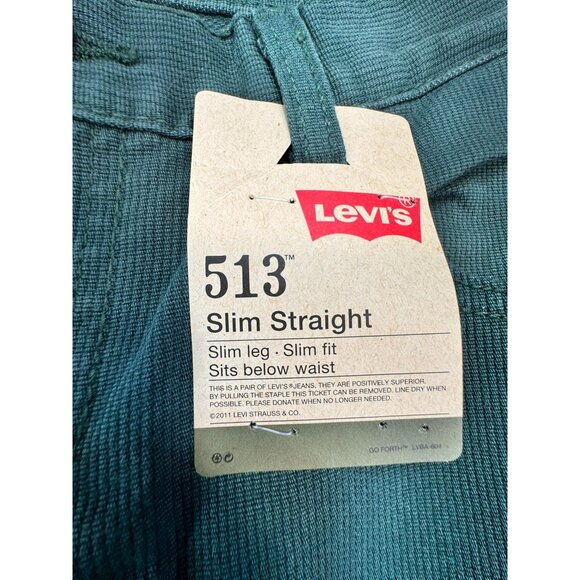 LEVI'S®
513™
Slim Straight
Slim leg · Slim fit
Sits below waist
THIS IS A PAIR OF LEVI'S® JEANS, THEY ARE POSITIVELY SUPERIOR.
BY PULLING THE STAPLE THIS TICKET CAN BE REMOVED. LINE DRY WHEN
POSSIBLE. PLEASE DONATE WHEN NO LONGER NEEDED.
©2011 LEVI STRAUSS & CO.
GO FORTH™ LVBA-604